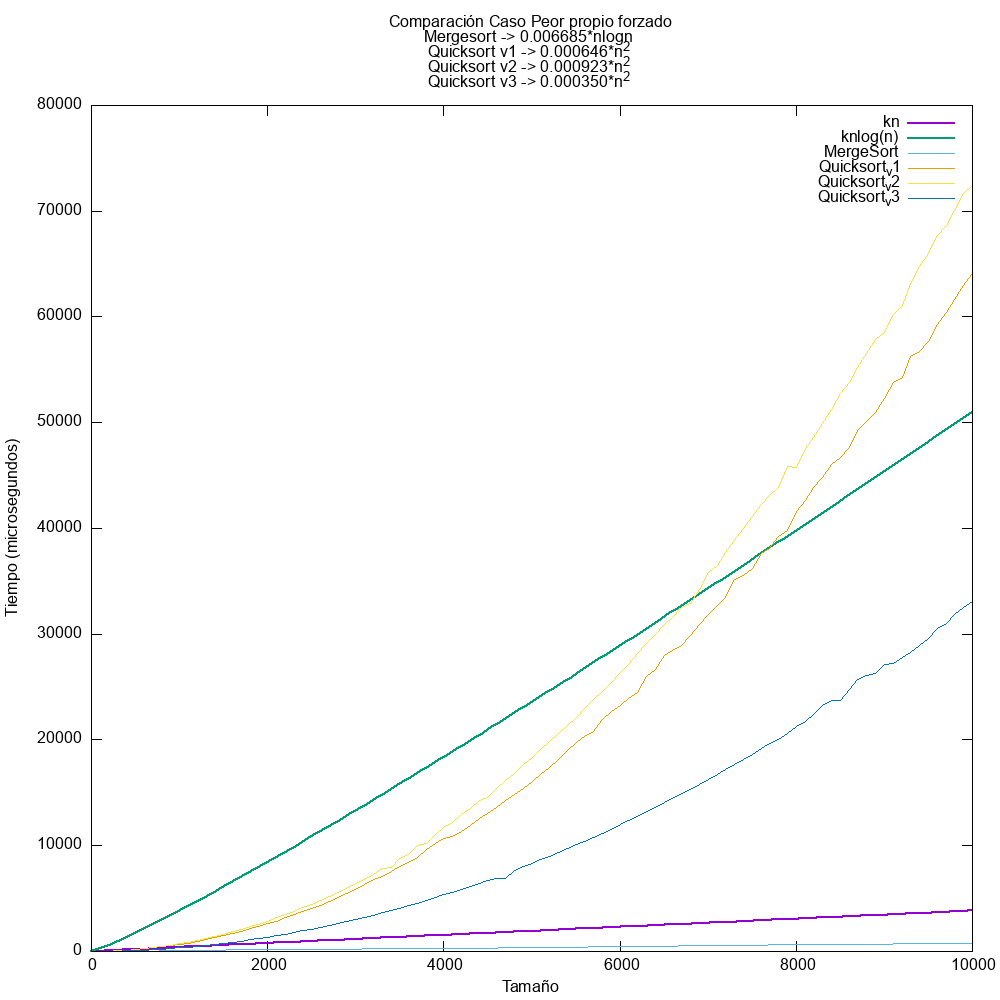 Comparación Caso Peor propio forzado
Mergesort -> 0.006685*nlogn
Quicksort v1 -> 0.000646*n²
Quicksort v2 -> 0.000923*n²
Quicksort v3 -> 0.000350*n²
80000
70000
60000
50000
40000
30000
20000
10000
0
Tiempo (microsegundos)
kn
knlog(n)
MergeSort
Quicksortᵥ1
Quicksortᵥ2
Quicksortᵥ3
0 2000 4000 6000 8000 10000
Tamaño